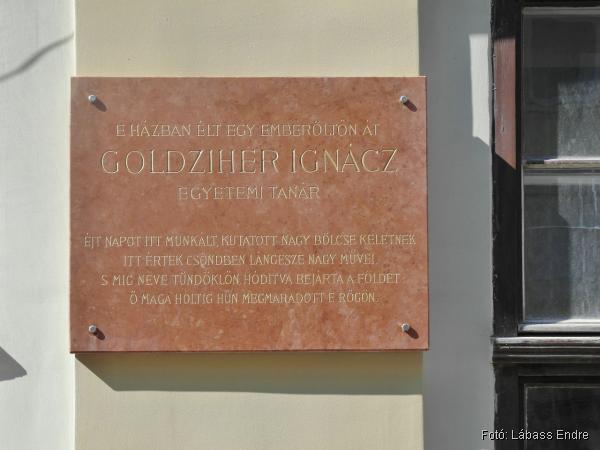 E HÁZBAN ÉLT EGY EMBERÖLTŐN ÁT
GOLDZIHER IGNÁCZ
EGYETEMI TANÁR
ÉJT NAPOT ITT MUNKÁLT, KUTATOTT NAGY BÖLCSE KELETNEK
ITT ÉRTEK CSÖNDBEN LÁNGESZE NAGY MŰVEI.
S MÍG NEVE TÜNDÖKLŐN, HÓDÍTVA BEJÁRTA A FÖLDET
Ő MAGA HOLTIG HŰN MEGMARADOTT E RÖGÖN.
Fotó: Lábass Endre